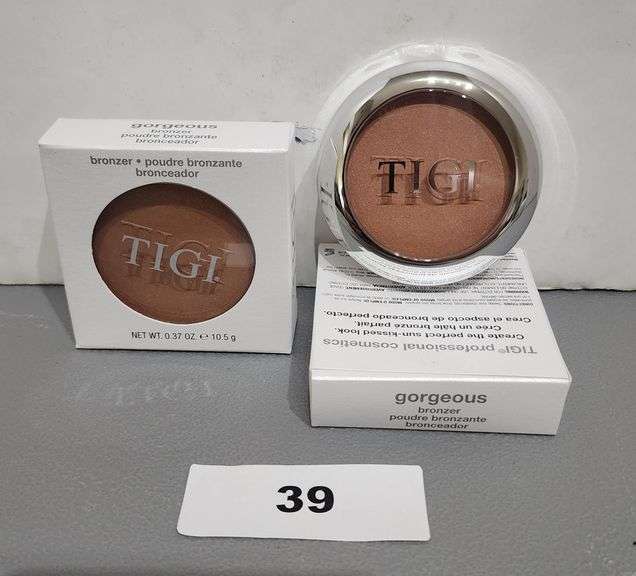 gorgeous
bronzer
poudre bronzante
bronceador
bronzer • poudre bronzante
bronceador
TIGI
NET WT. 0.37 OZ. ℮ 10.5 g
TIGI
TIGI® professional cosmetics
Create the perfect sun-kissed look.
Crée un hâle bronzé parfait.
Crea el aspecto de bronceado perfecto.
gorgeous
bronzer
poudre bronzante
bronceador
39